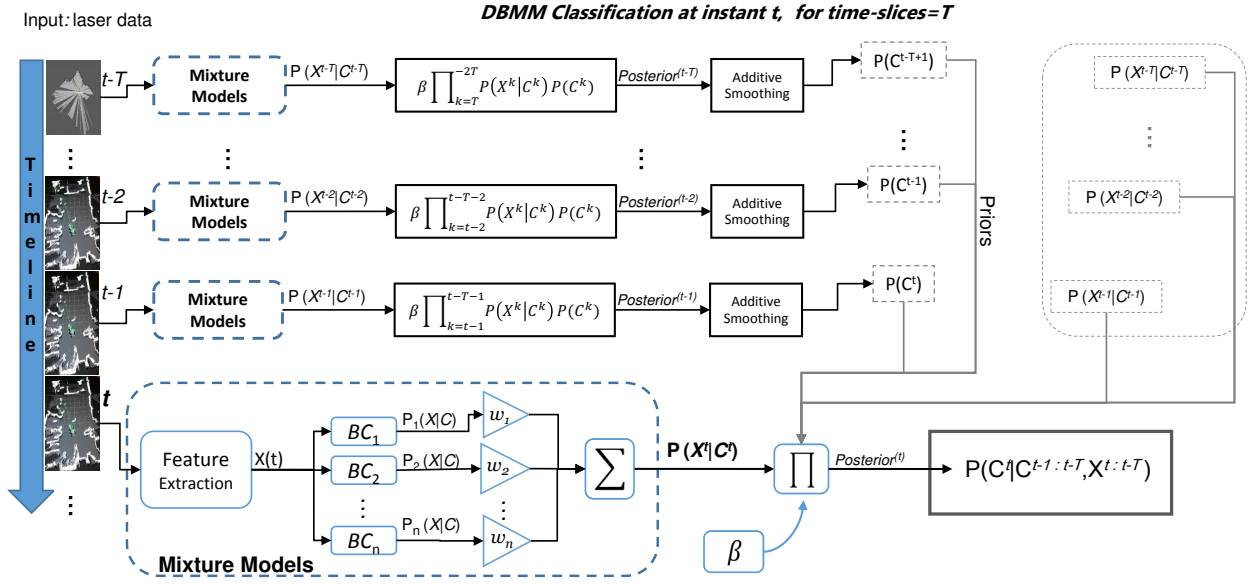 Input: laser data
DBMM Classification at instant t, for time-slices=T
Timeline
t-T
Mixture
Models
P (X^{t-T}|C^{t-T})
β∏_{k=T}^{-2T} P(X^k|C^k) P(C^k)
Posterior^{(t-T)}
Additive
Smoothing
P(C^{t-T+1})
P (X^{t-T}|C^{t-T})
t-2
Mixture
Models
P (X^{t-2}|C^{t-2})
β∏_{k=t-2}^{t-T-2} P(X^k|C^k) P(C^k)
Posterior^{(t-2)}
Additive
Smoothing
P(C^{t-1})
P (X^{t-2}|C^{t-2})
Priors
t-1
Mixture
Models
P (X^{t-1}|C^{t-1})
β∏_{k=t-1}^{t-T-1} P(X^k|C^k) P(C^k)
Posterior^{(t-1)}
Additive
Smoothing
P(C^t)
P (X^{t-1}|C^{t-1})
t
Feature
Extraction
X(t)
BC_1
P_1(X|C)
w_1
BC_2
P_2(X|C)
w_2
BC_n
P_n(X|C)
w_n
∑
P (X^t|C^t)
∏
Posterior^{(t)}
P(C^t|C^{t-1 : t-T},X^{t : t-T})
β
Mixture Models